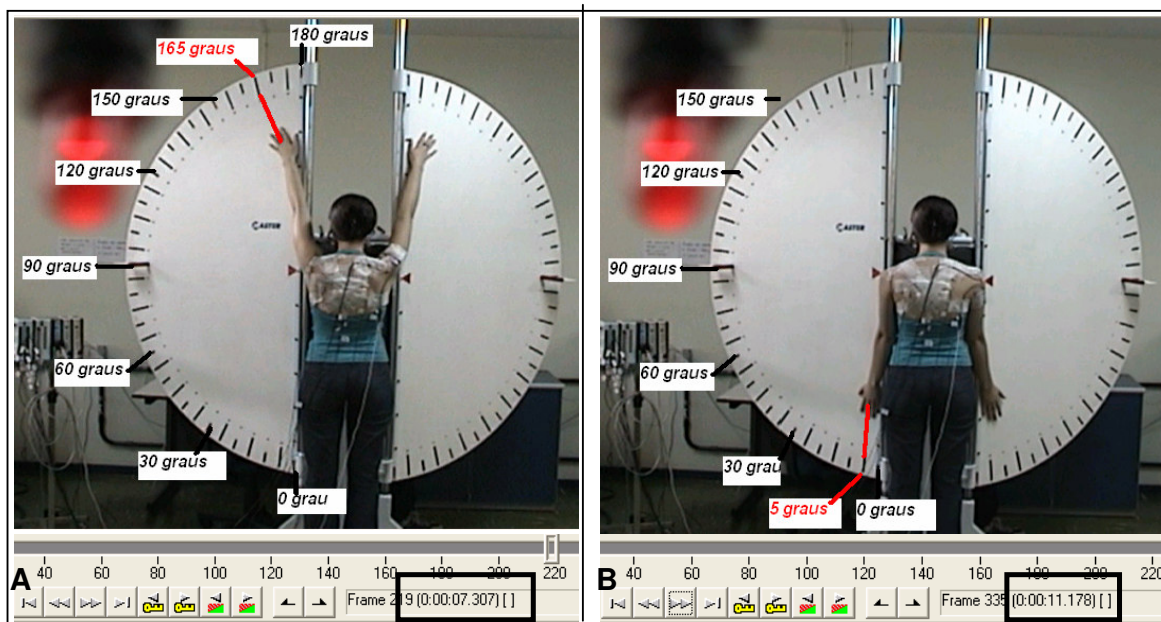 180 graus
165 graus
150 graus
120 graus
ASTER
90 graus
60 graus
30 graus
0 grau
A
40 60 80 100 120 140 160 180 200 220
Frame 219 (0:00:07.307) [ ]
150 graus
120 graus
ASTER
90 graus
60 graus
30 grau
5 graus
0 graus
B
40 60 80 100 120 140 160 180 200 220
Frame 335 (0:00:11.178) [ ]